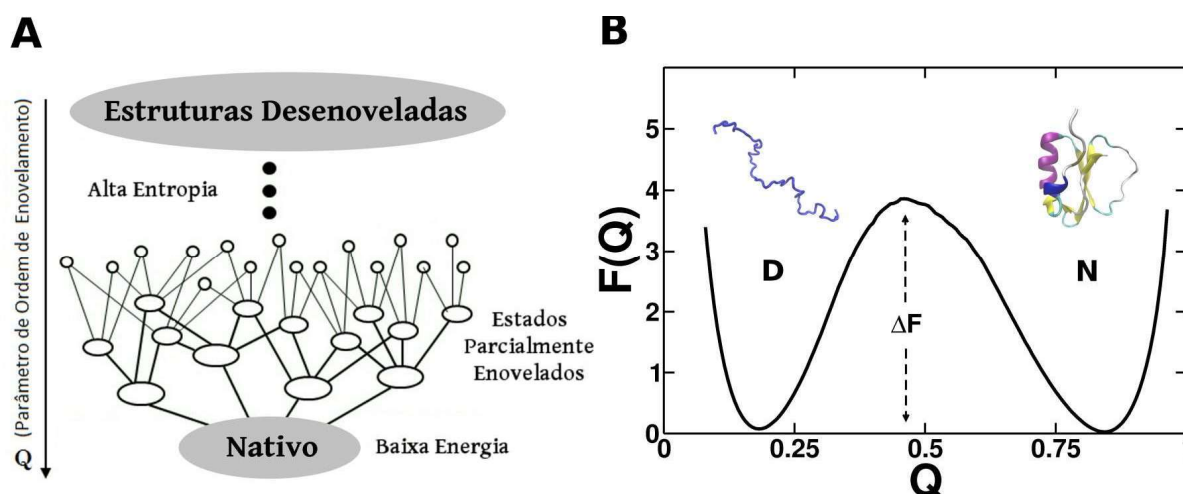 A
Estruturas Desenoveladas
Alta Entropia
Estados
Parcialmente
Enovelados
Nativo
Baixa Energia
Q (Parâmetro de Ordem de Enovelamento)
B
F(Q)
5
4
3
2
1
0
D
N
ΔF
0
0.25
0.5
0.75
1
Q